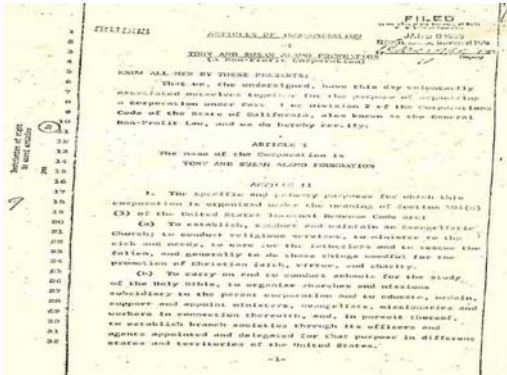 FILED
ARTICLES OF INCORPORATION
OF
TONY AND SUSAN ALAMO FOUNDATION
(A Non-Profit Corporation)
KNOW ALL MEN BY THESE PRESENTS:
That we, the undersigned, have this day voluntarily
associated ourselves together for the purpose of organizing
a corporation under Part 1 of Division 2 of the Corporations
Code of the State of California, also known as the General
Non-Profit Law, and we do hereby certify:
ARTICLE I
The name of the Corporation is
TONY AND SUSAN ALAMO FOUNDATION
ARTICLE II
1. The specific and primary purposes for which this
corporation is organized under the meaning of Section 501(c)
(3) of the United States Internal Revenue Code are:
(a) To establish, conduct and maintain an Evangelistic
Church; to conduct religious services, to minister to the
sick and needy, to care for the fatherless and to rescue the
fallen, and generally to do those things needful for the
promotion of Christian faith, virtue, and charity.
(b) To carry on and to conduct schools for the study
of the Holy Bible, to organize churches and missions
subsidiary to the parent corporation and to educate, ordain,
support and appoint ministers, evangelists, missionaries and
workers in connection therewith, and, in pursuit thereof,
to establish branch societies through its officers and
agents appointed and delegated for that purpose in different
states and territories of the United States.
-1-